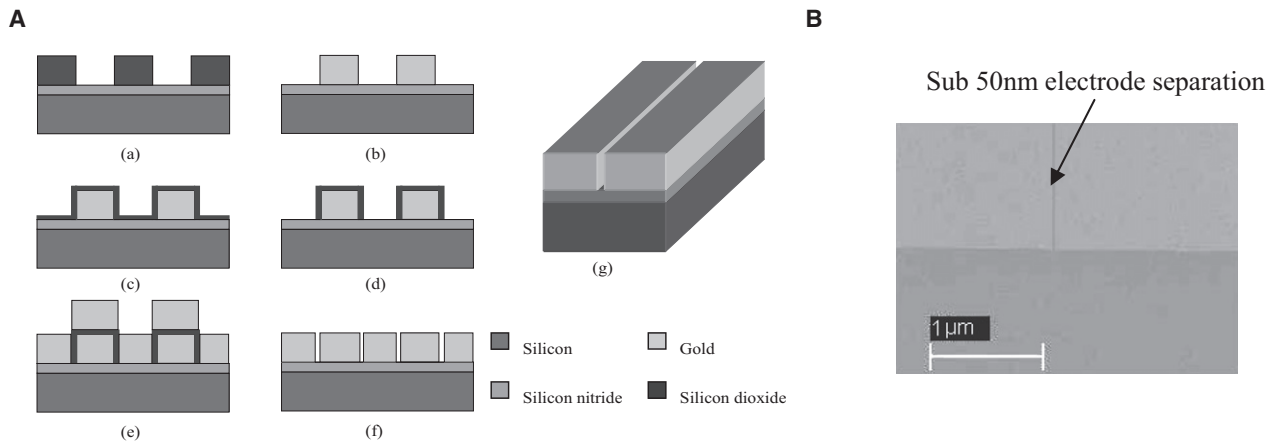 A
B
Sub 50nm electrode separation
(a)
(b)
(c)
(d)
(g)
Silicon
Gold
Silicon nitride
Silicon dioxide
(e)
(f)
1 µm